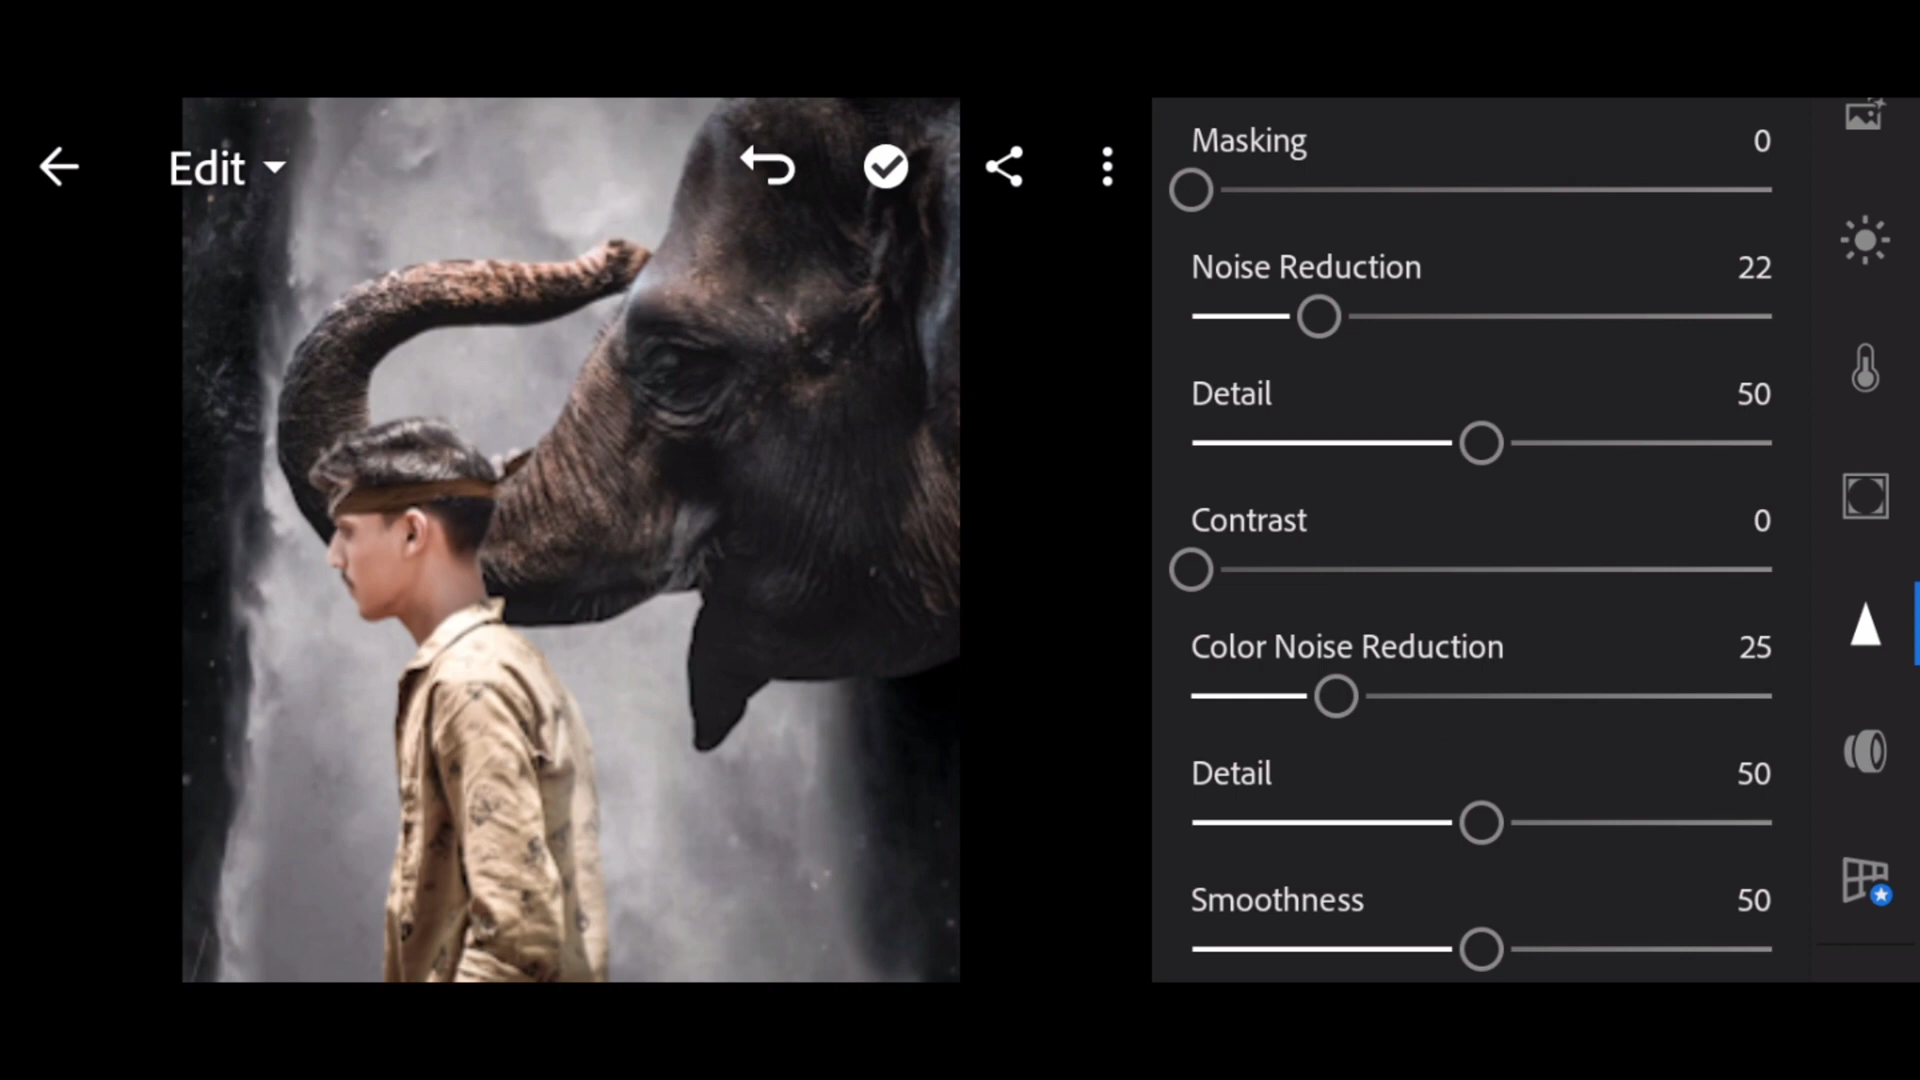 Edit
Masking 0
Noise Reduction 22
Detail 50
Contrast 0
Color Noise Reduction 25
Detail 50
Smoothness 50